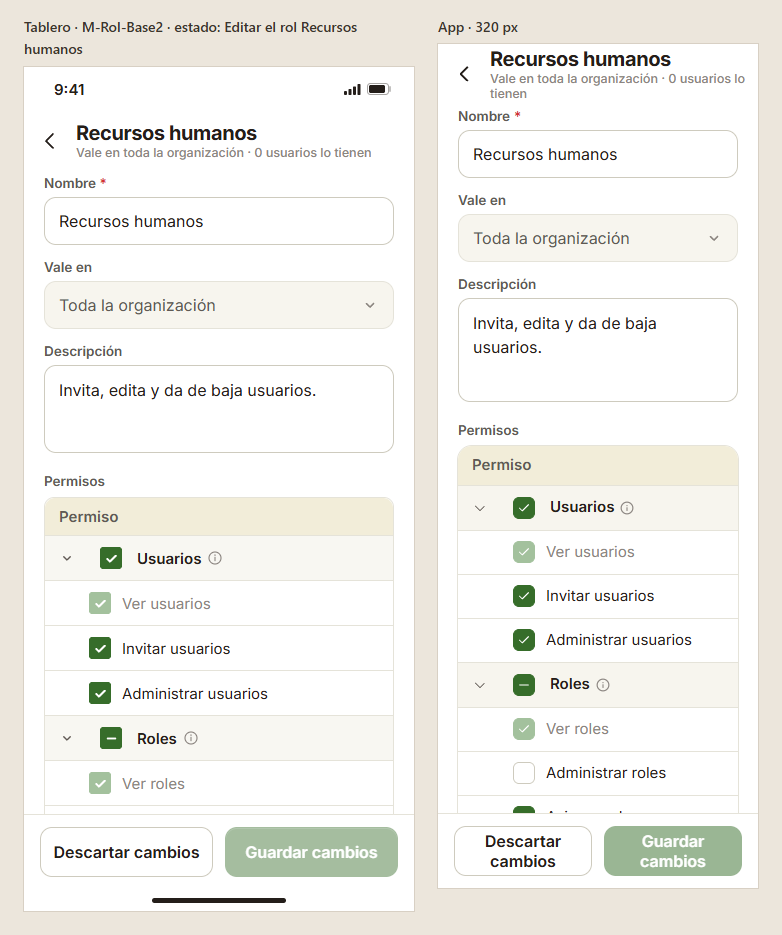 Tablero · M-Rol-Base2 · estado: Editar el rol Recursos
humanos
9:41
Recursos humanos
Vale en toda la organización · 0 usuarios lo tienen
Nombre *
Recursos humanos
Vale en
Toda la organización
Descripción
Invita, edita y da de baja usuarios.
Permisos
Permiso
Usuarios
Ver usuarios
Invitar usuarios
Administrar usuarios
Roles
Ver roles
Descartar cambios
Guardar cambios
App · 320 px
Recursos humanos
Vale en toda la organización · 0 usuarios lo
tienen
Nombre *
Recursos humanos
Vale en
Toda la organización
Descripción
Invita, edita y da de baja
usuarios.
Permisos
Permiso
Usuarios
Ver usuarios
Invitar usuarios
Administrar usuarios
Roles
Ver roles
Administrar roles
Descartar
cambios
Guardar
cambios